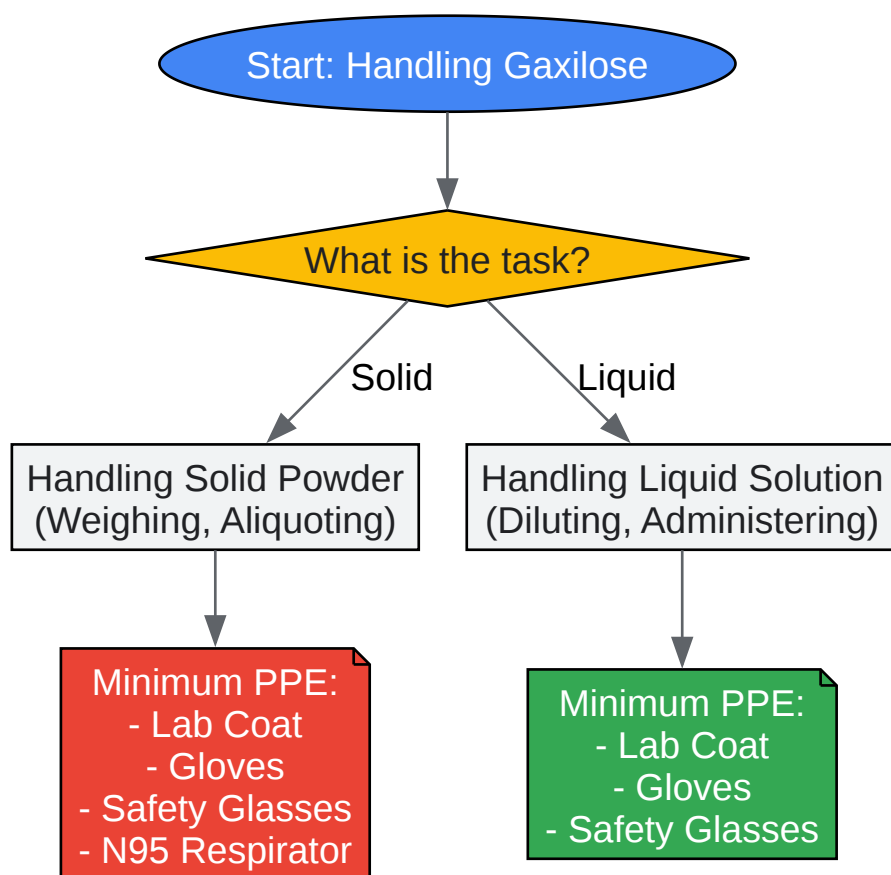 Start: Handling Gaxilose
What is the task?
Solid
Liquid
Handling Solid Powder
(Weighing, Aliquoting)
Handling Liquid Solution
(Diluting, Administering)
Minimum PPE:
- Lab Coat
- Gloves
- Safety Glasses
- N95 Respirator
Minimum PPE:
- Lab Coat
- Gloves
- Safety Glasses